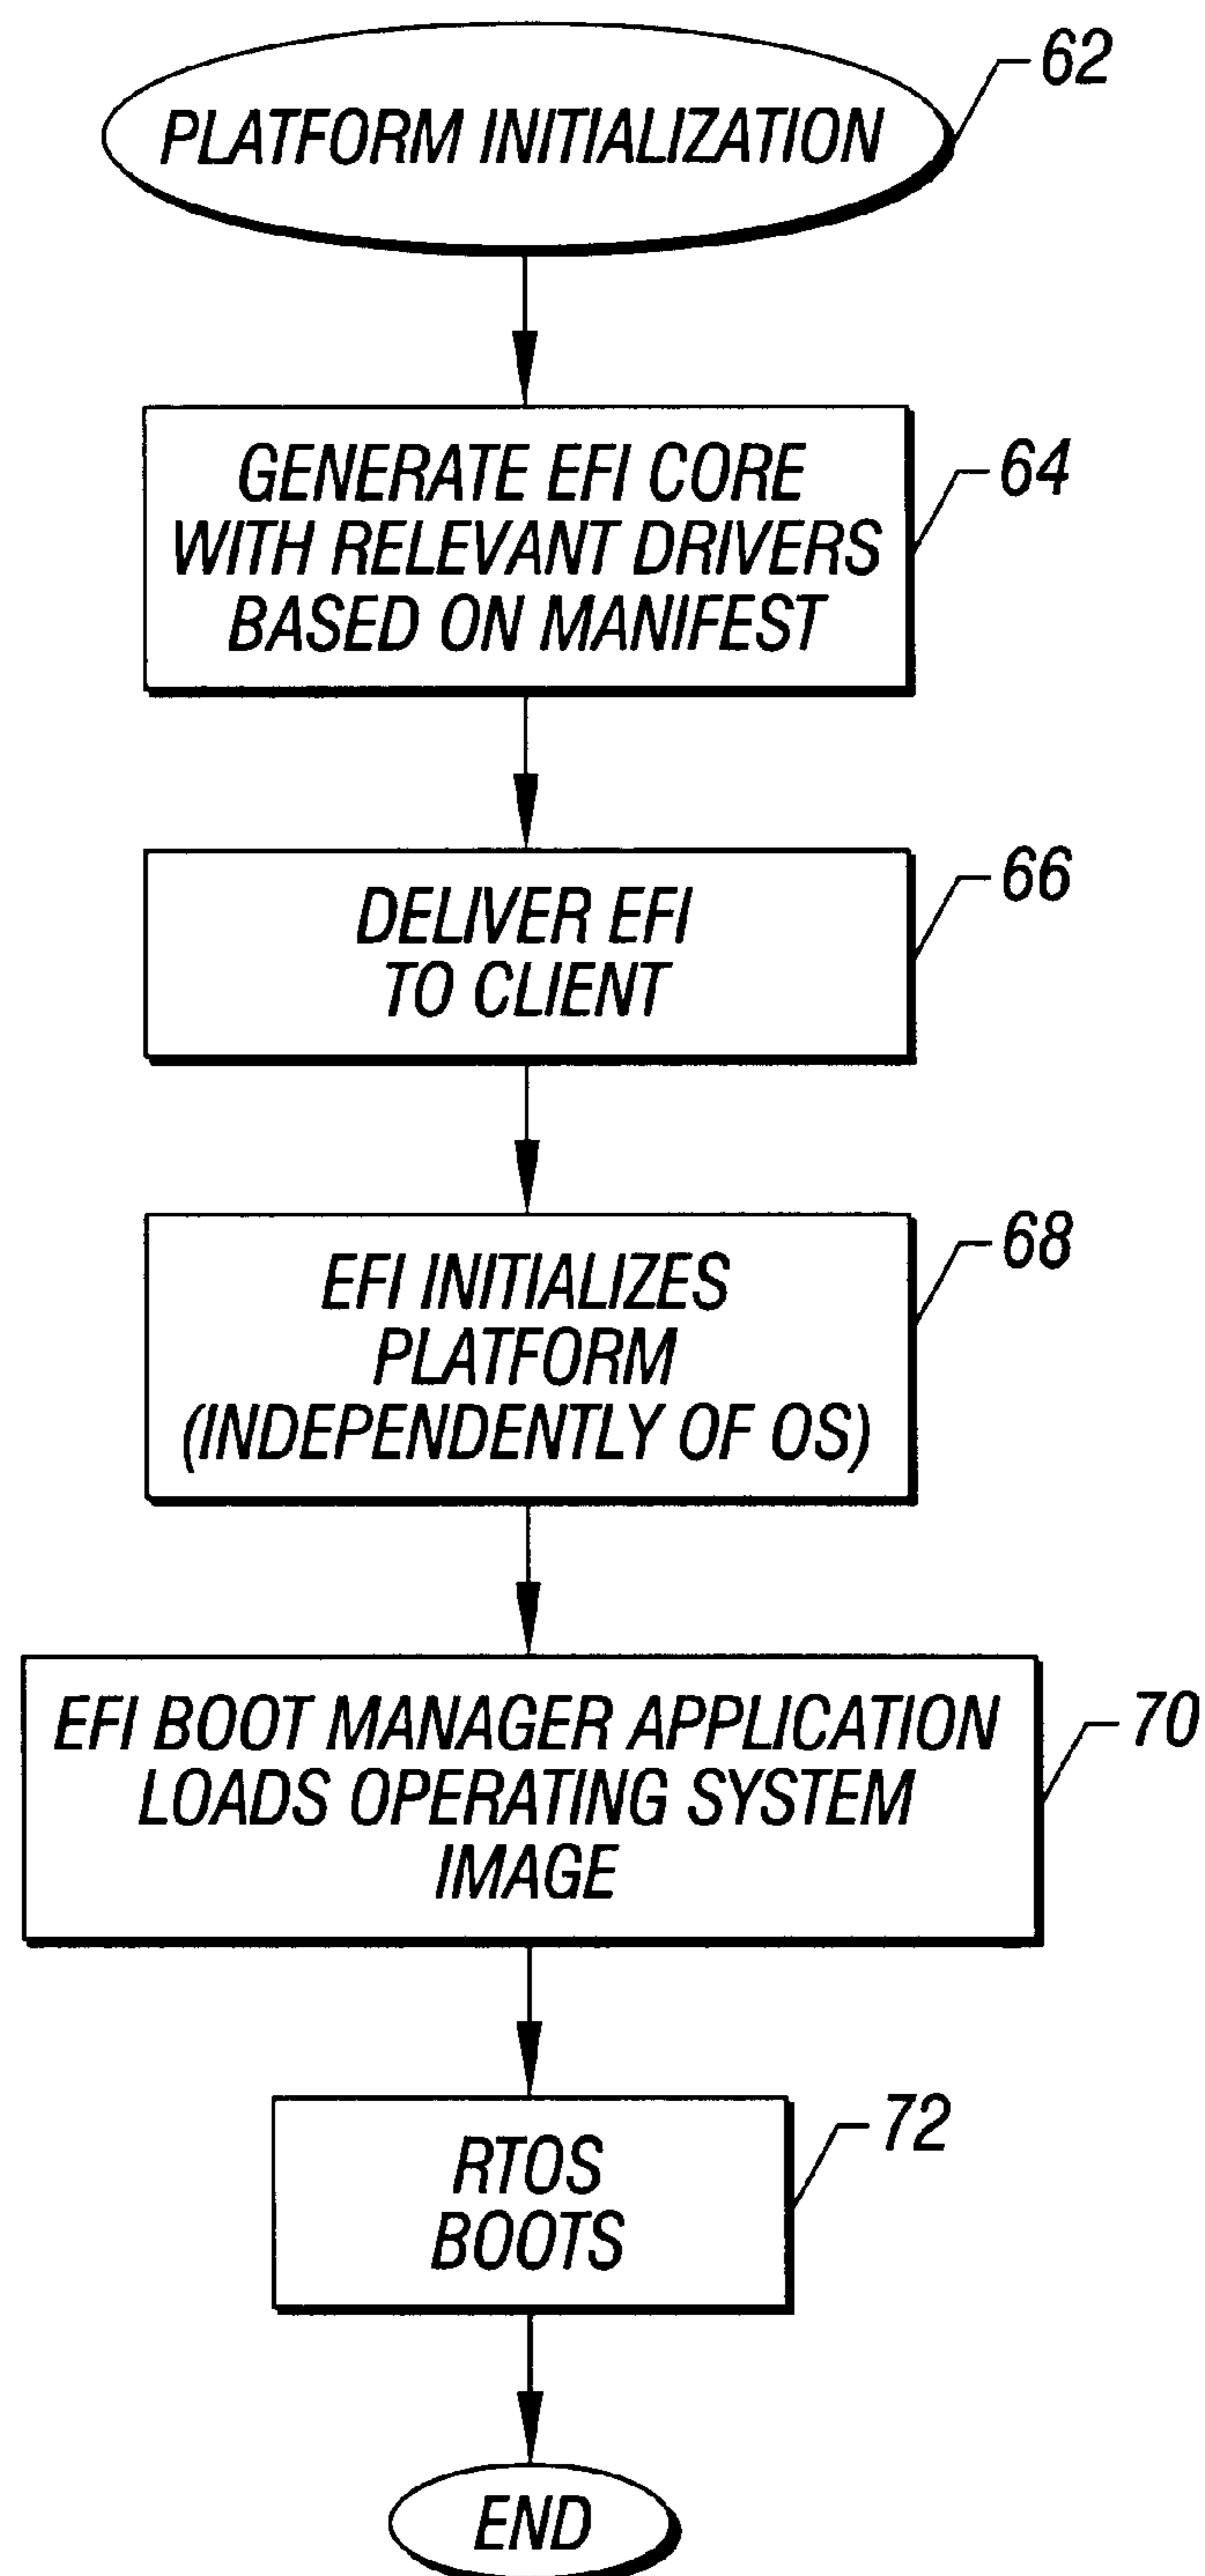 PLATFORM INITIALIZATION
62
GENERATE EFI CORE
WITH RELEVANT DRIVERS
BASED ON MANIFEST
64
DELIVER EFI
TO CLIENT
66
EFI INITIALIZES
PLATFORM
(INDEPENDENTLY OF OS)
68
EFI BOOT MANAGER APPLICATION
LOADS OPERATING SYSTEM
IMAGE
70
RTOS
BOOTS
72
END